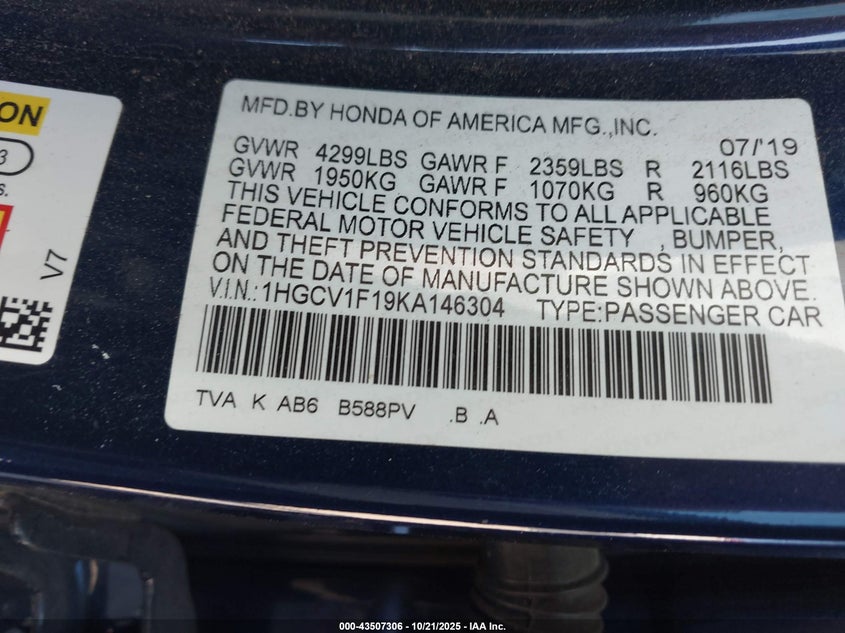 ON
3
s.
V7
MFD.BY HONDA OF AMERICA MFG.,INC.
07/'19
GVWR 4299LBS GAWR F 2359LBS R 2116LBS
GVWR 1950KG GAWR F 1070KG R 960KG
THIS VEHICLE CONFORMS TO ALL APPLICABLE
FEDERAL MOTOR VEHICLE SAFETY , BUMPER,
AND THEFT PREVENTION STANDARDS IN EFFECT
ON THE DATE OF MANUFACTURE SHOWN ABOVE.
V.I.N.:1HGCV1F19KA146304 TYPE:PASSENGER CAR
TVA K AB6 B588PV .B .A
000-43507306 - 10/21/2025 - IAA Inc.